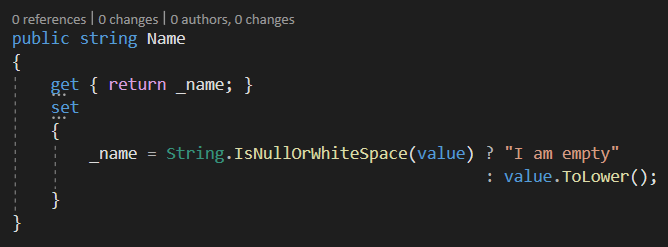 0 references | 0 changes | 0 authors, 0 changes
public string Name
{
    get { return _name; }
    set
    {
        _name = String.IsNullOrWhiteSpace(value) ? "I am empty"
                                                 : value.ToLower();
    }
}